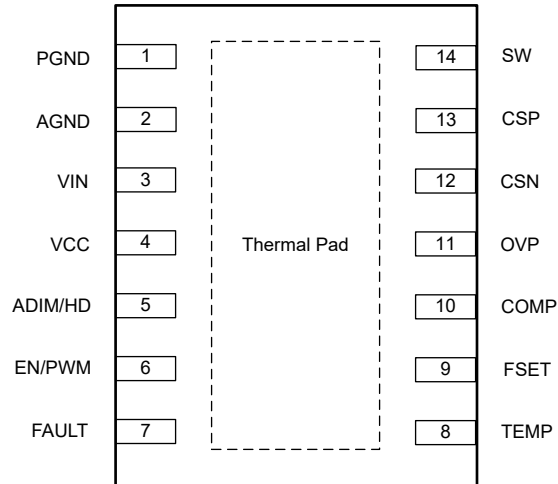 PGND 1 14 SW
AGND 2 13 CSP
VIN 3 12 CSN
VCC 4 Thermal Pad 11 OVP
ADIM/HD 5 10 COMP
EN/PWM 6 9 FSET
FAULT 7 8 TEMP